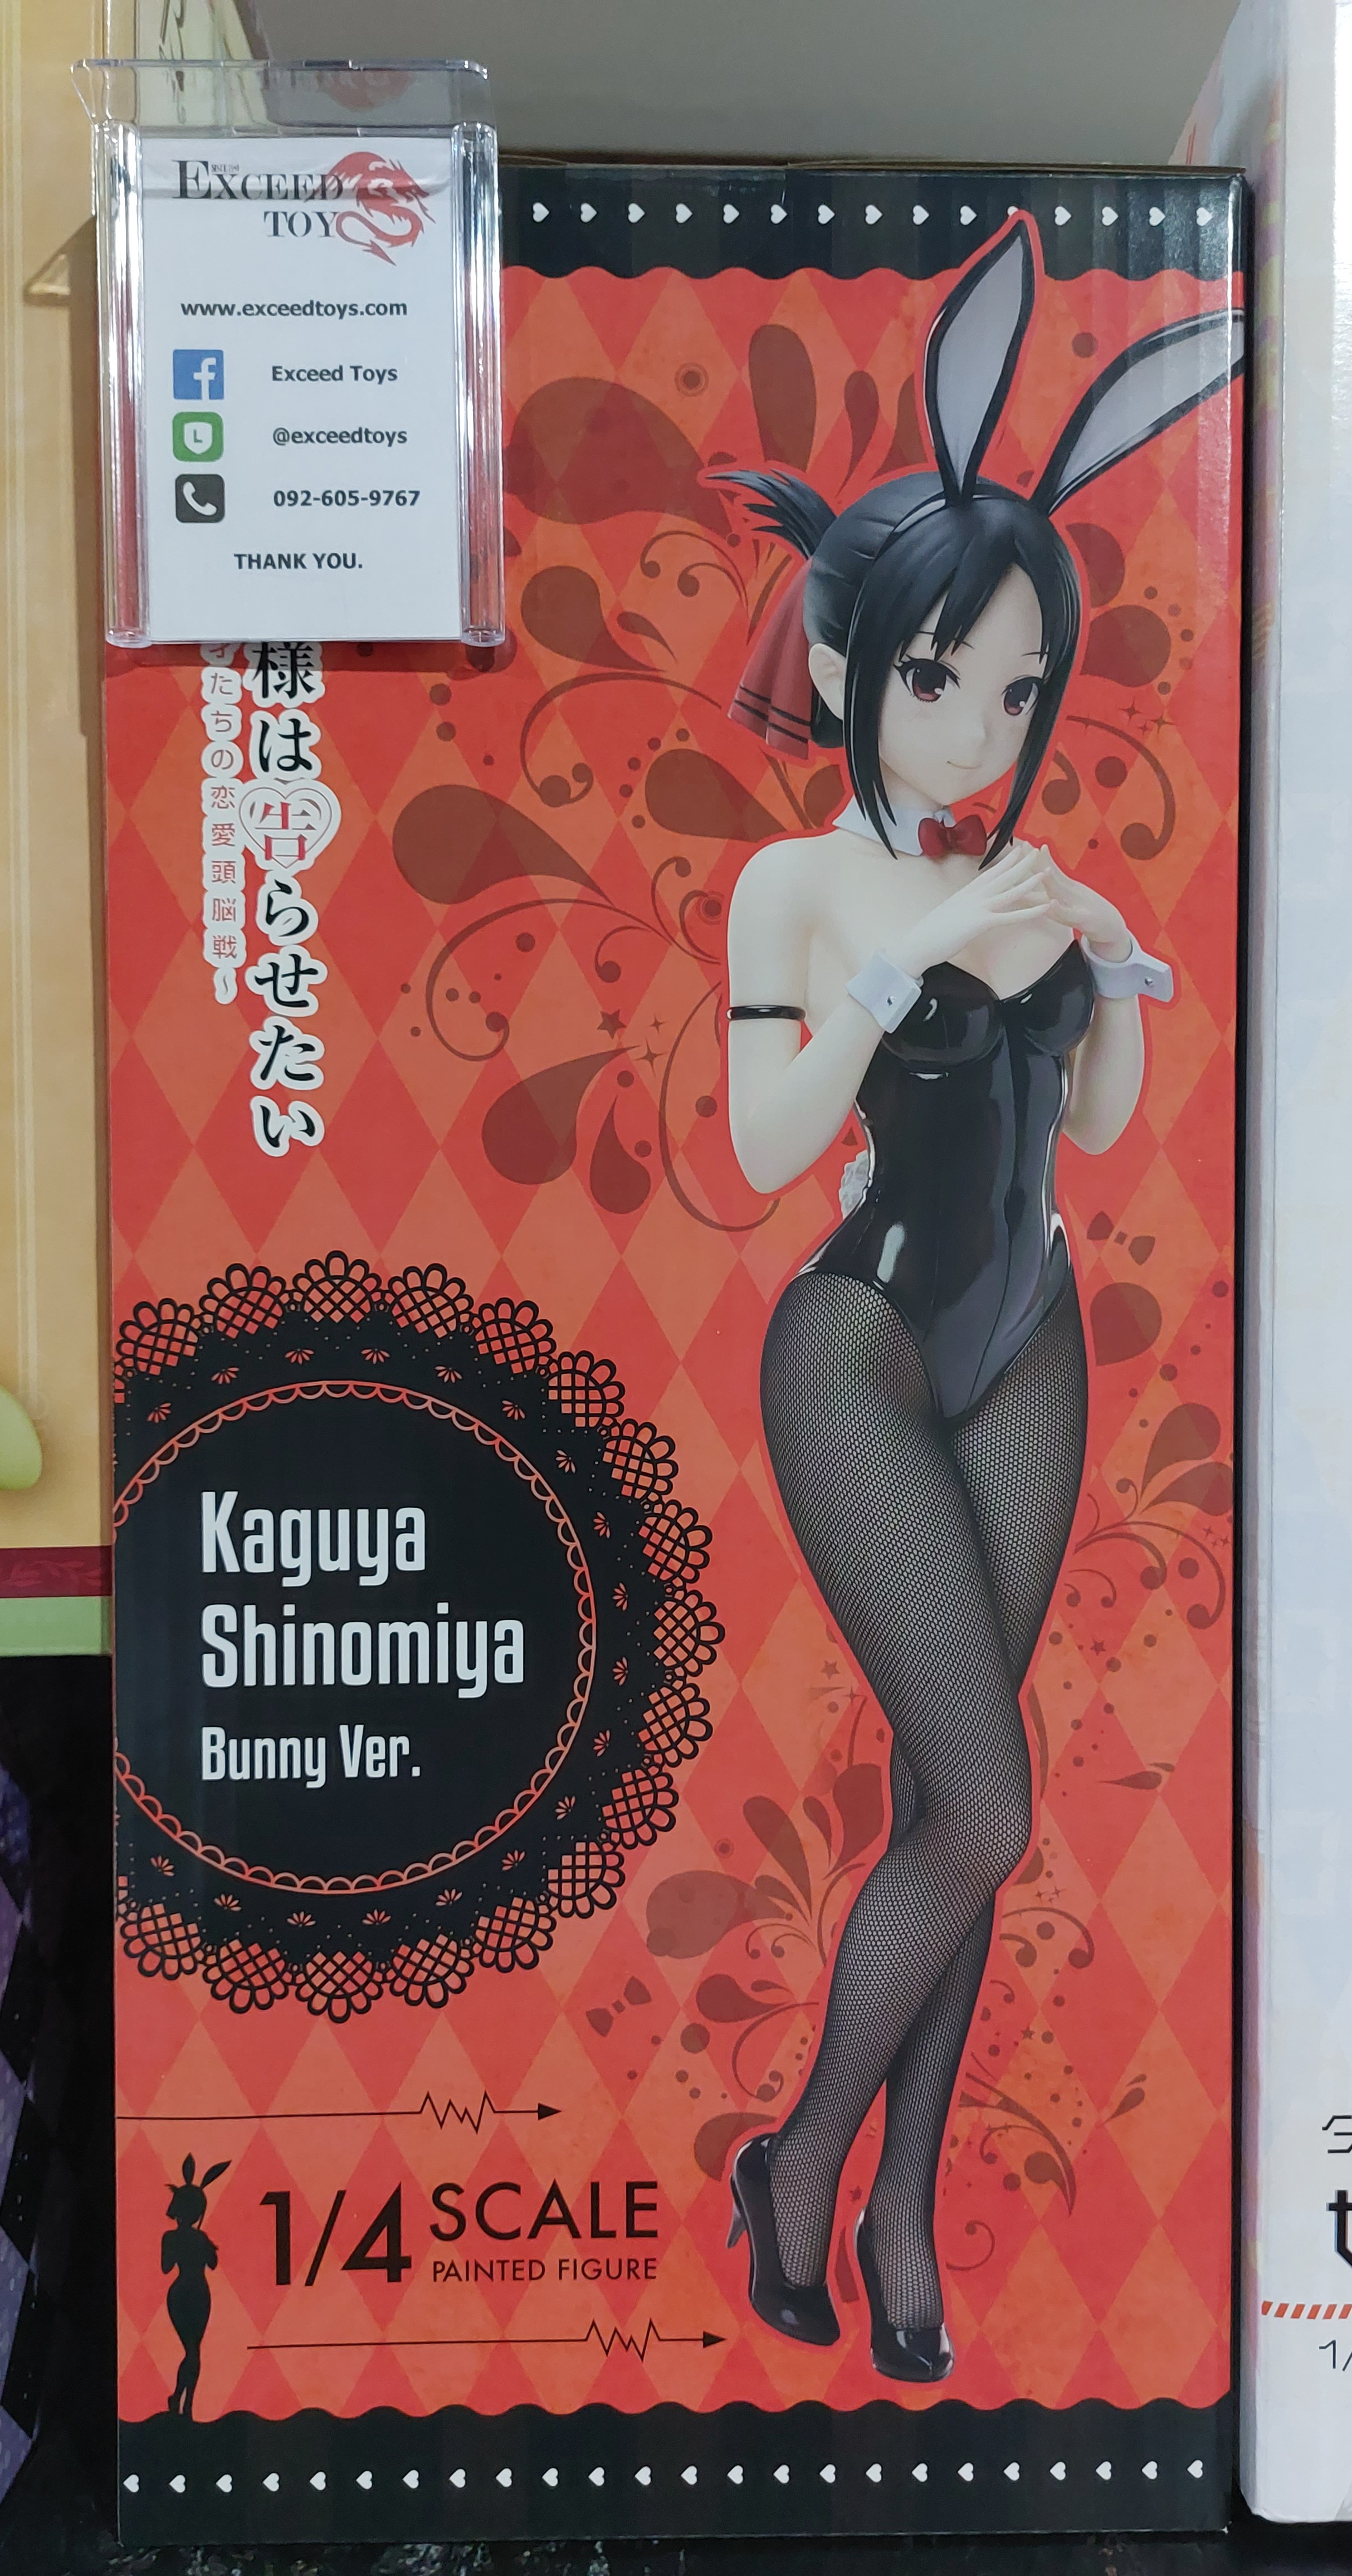 EXCEED
TOY
www.exceedtoys.com
Exceed Toys
@exceedtoys
092-605-9767
THANK YOU.
様は告らせたい
たちの恋愛頭脳戦~
Kaguya
Shinomiya
Bunny Ver.
1/4 SCALE
PAINTED FIGURE
1/